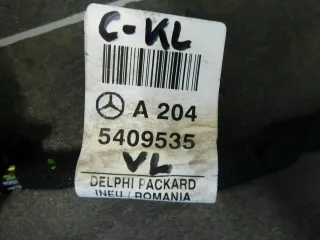 C-KL
A 204
5409535
VL
DELPHI PACKARD
INEU / ROMANIA